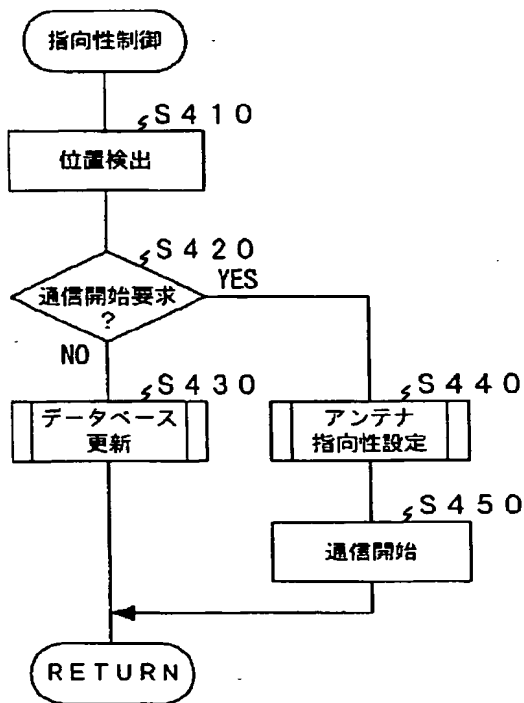 指向性制御
S410
位置検出
S420
通信開始要求
?
YES
NO
S430
データベース
更新
S440
アンテナ
指向性設定
S450
通信開始
RETURN